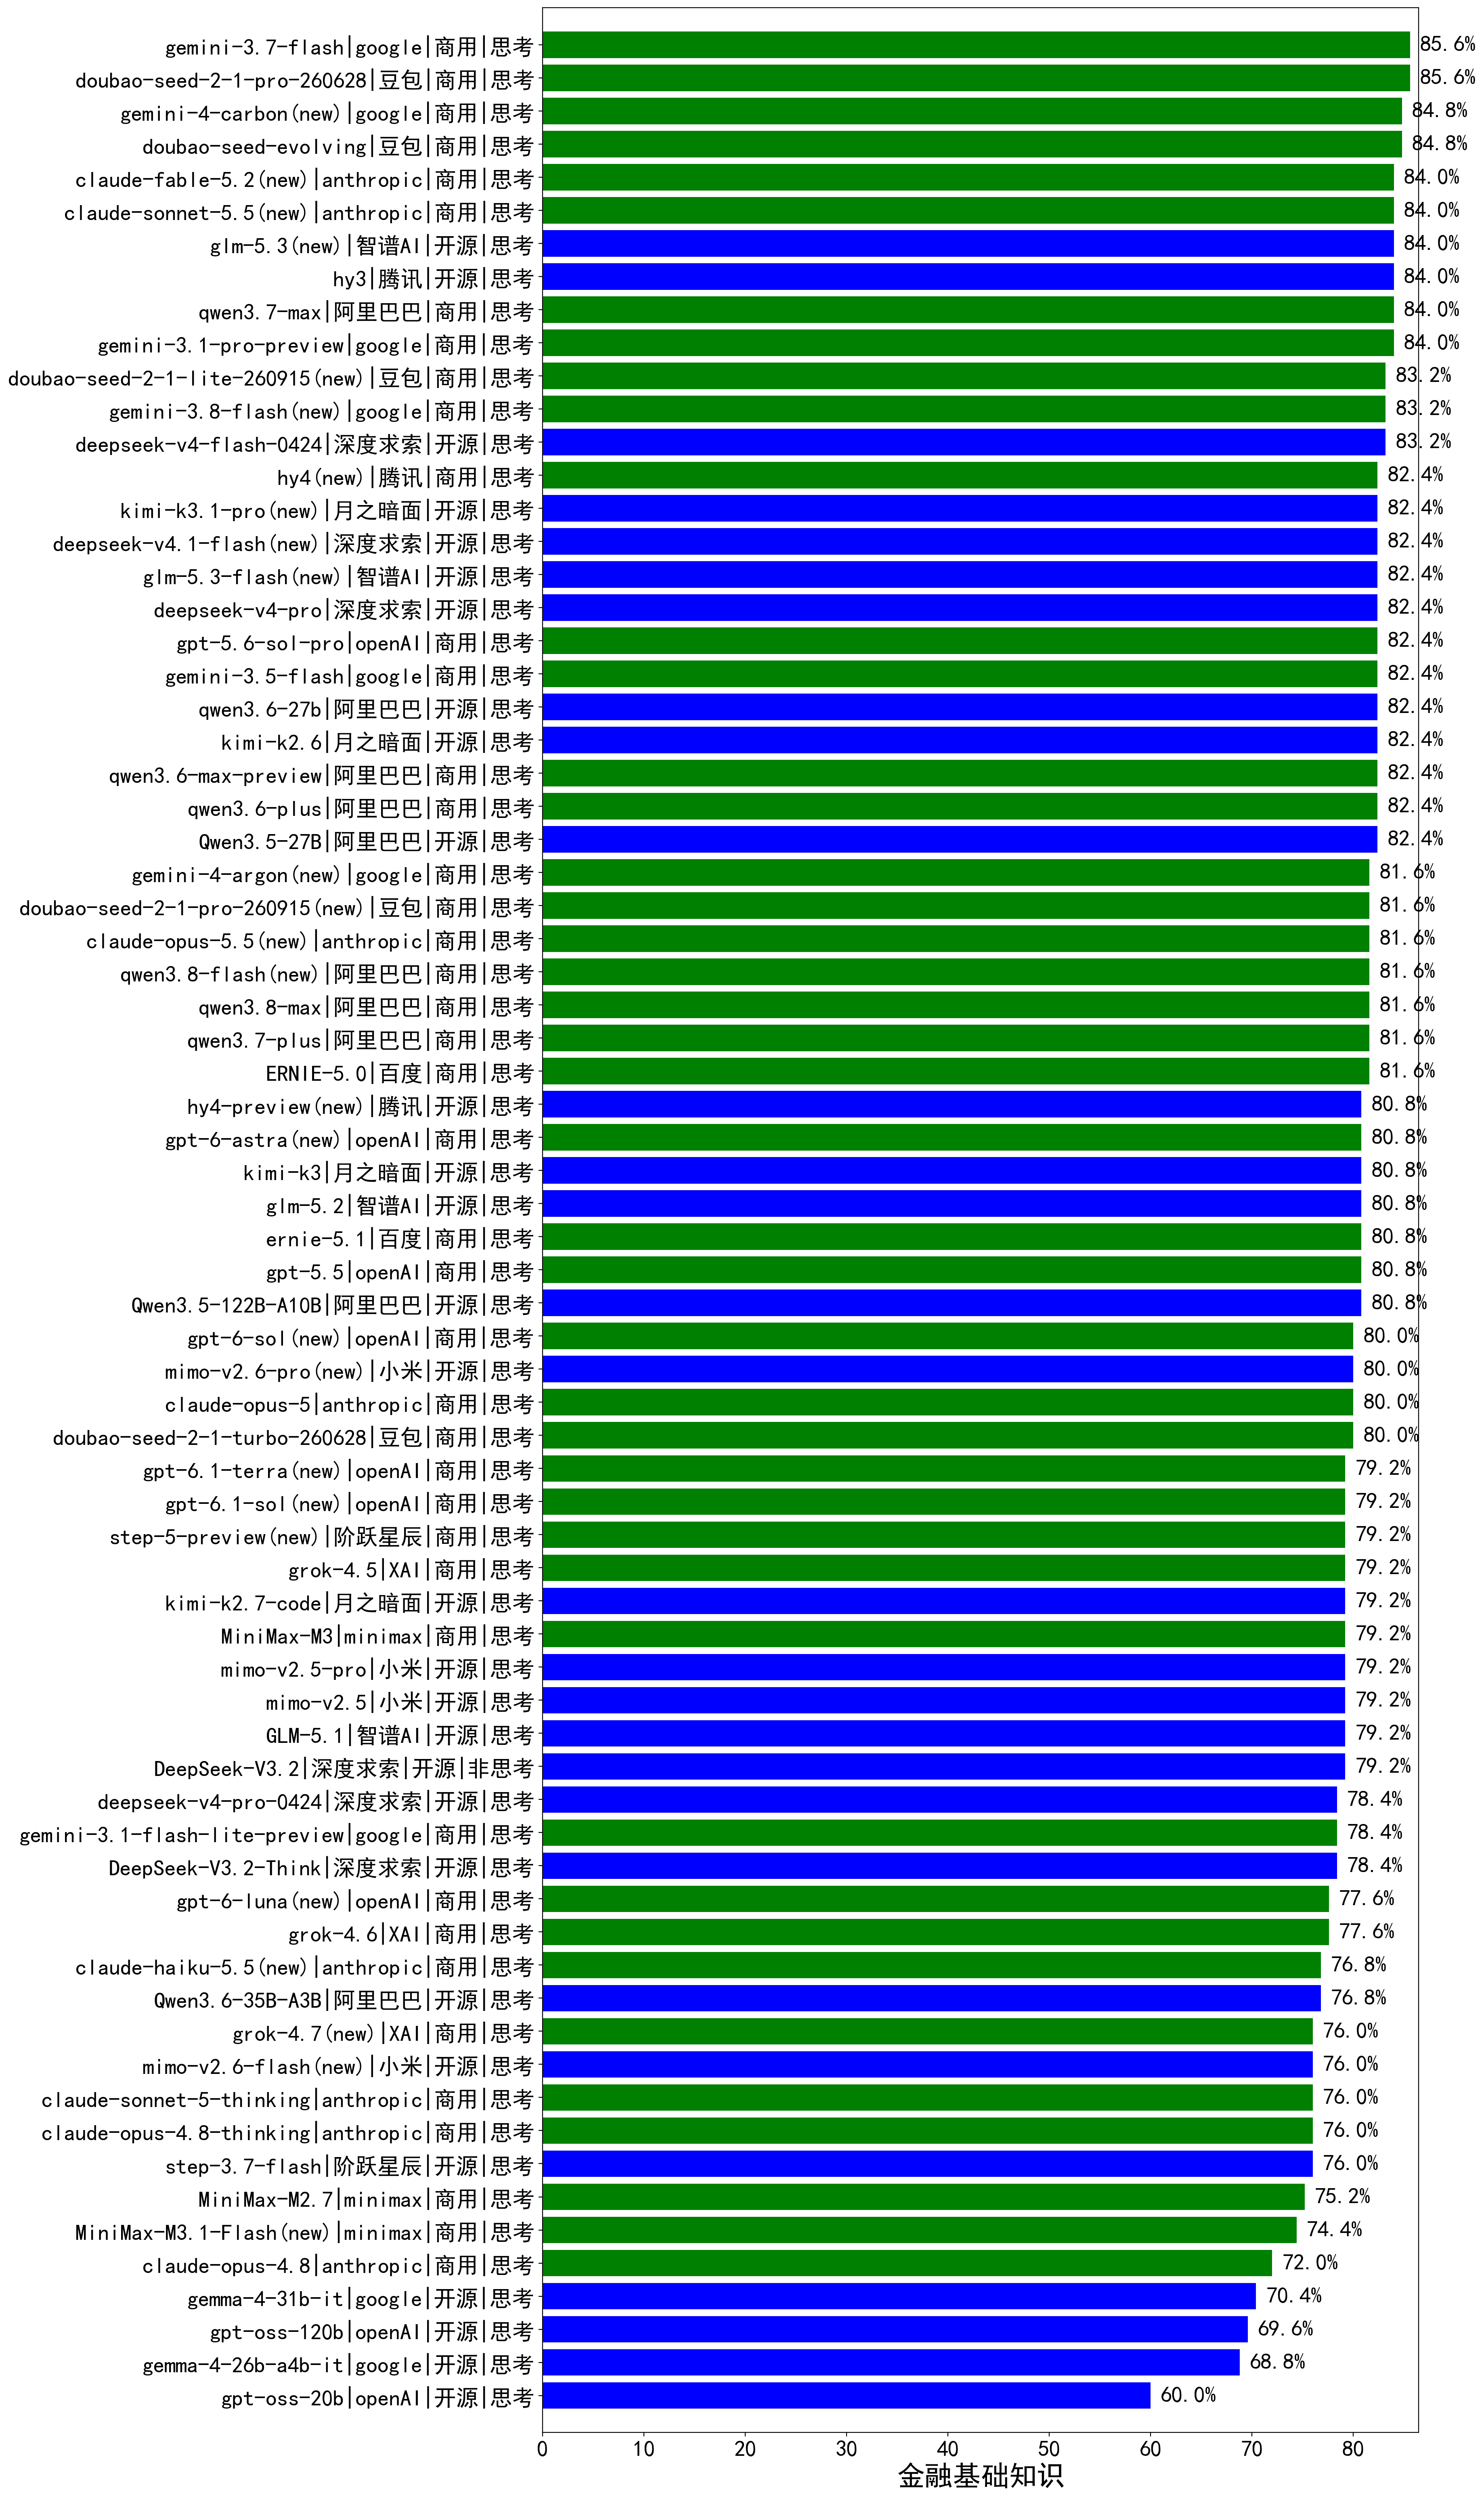 gemini-3.7-flash|google|商用|思考 85.6%
doubao-seed-2-1-pro-260628|豆包|商用|思考 85.6%
gemini-4-carbon(new)|google|商用|思考 84.8%
doubao-seed-evolving|豆包|商用|思考 84.8%
claude-fable-5.2(new)|anthropic|商用|思考 84.0%
claude-sonnet-5.5(new)|anthropic|商用|思考 84.0%
glm-5.3(new)|智谱AI|开源|思考 84.0%
hy3|腾讯|开源|思考 84.0%
qwen3.7-max|阿里巴巴|商用|思考 84.0%
gemini-3.1-pro-preview|google|商用|思考 84.0%
doubao-seed-2-1-lite-260915(new)|豆包|商用|思考 83.2%
gemini-3.8-flash(new)|google|商用|思考 83.2%
deepseek-v4-flash-0424|深度求索|开源|思考 83.2%
hy4(new)|腾讯|商用|思考 82.4%
kimi-k3.1-pro(new)|月之暗面|开源|思考 82.4%
deepseek-v4.1-flash(new)|深度求索|开源|思考 82.4%
glm-5.3-flash(new)|智谱AI|开源|思考 82.4%
deepseek-v4-pro|深度求索|开源|思考 82.4%
gpt-5.6-sol-pro|openAI|商用|思考 82.4%
gemini-3.5-flash|google|商用|思考 82.4%
qwen3.6-27b|阿里巴巴|开源|思考 82.4%
kimi-k2.6|月之暗面|开源|思考 82.4%
qwen3.6-max-preview|阿里巴巴|商用|思考 82.4%
qwen3.6-plus|阿里巴巴|商用|思考 82.4%
Qwen3.5-27B|阿里巴巴|开源|思考 82.4%
gemini-4-argon(new)|google|商用|思考 81.6%
doubao-seed-2-1-pro-260915(new)|豆包|商用|思考 81.6%
claude-opus-5.5(new)|anthropic|商用|思考 81.6%
qwen3.8-flash(new)|阿里巴巴|商用|思考 81.6%
qwen3.8-max|阿里巴巴|商用|思考 81.6%
qwen3.7-plus|阿里巴巴|商用|思考 81.6%
ERNIE-5.0|百度|商用|思考 81.6%
hy4-preview(new)|腾讯|开源|思考 80.8%
gpt-6-astra(new)|openAI|商用|思考 80.8%
kimi-k3|月之暗面|开源|思考 80.8%
glm-5.2|智谱AI|开源|思考 80.8%
ernie-5.1|百度|商用|思考 80.8%
gpt-5.5|openAI|商用|思考 80.8%
Qwen3.5-122B-A10B|阿里巴巴|开源|思考 80.8%
gpt-6-sol(new)|openAI|商用|思考 80.0%
mimo-v2.6-pro(new)|小米|开源|思考 80.0%
claude-opus-5|anthropic|商用|思考 80.0%
doubao-seed-2-1-turbo-260628|豆包|商用|思考 80.0%
gpt-6.1-terra(new)|openAI|商用|思考 79.2%
gpt-6.1-sol(new)|openAI|商用|思考 79.2%
step-5-preview(new)|阶跃星辰|商用|思考 79.2%
grok-4.5|XAI|商用|思考 79.2%
kimi-k2.7-code|月之暗面|开源|思考 79.2%
MiniMax-M3|minimax|商用|思考 79.2%
mimo-v2.5-pro|小米|开源|思考 79.2%
mimo-v2.5|小米|开源|思考 79.2%
GLM-5.1|智谱AI|开源|思考 79.2%
DeepSeek-V3.2|深度求索|开源|非思考 79.2%
deepseek-v4-pro-0424|深度求索|开源|思考 78.4%
gemini-3.1-flash-lite-preview|google|商用|思考 78.4%
DeepSeek-V3.2-Think|深度求索|开源|思考 78.4%
gpt-6-luna(new)|openAI|商用|思考 77.6%
grok-4.6|XAI|商用|思考 77.6%
claude-haiku-5.5(new)|anthropic|商用|思考 76.8%
Qwen3.6-35B-A3B|阿里巴巴|开源|思考 76.8%
grok-4.7(new)|XAI|商用|思考 76.0%
mimo-v2.6-flash(new)|小米|开源|思考 76.0%
claude-sonnet-5-thinking|anthropic|商用|思考 76.0%
claude-opus-4.8-thinking|anthropic|商用|思考 76.0%
step-3.7-flash|阶跃星辰|开源|思考 76.0%
MiniMax-M2.7|minimax|商用|思考 75.2%
MiniMax-M3.1-Flash(new)|minimax|商用|思考 74.4%
claude-opus-4.8|anthropic|商用|思考 72.0%
gemma-4-31b-it|google|开源|思考 70.4%
gpt-oss-120b|openAI|开源|思考 69.6%
gemma-4-26b-a4b-it|google|开源|思考 68.8%
gpt-oss-20b|openAI|开源|思考 60.0%
0 10 20 30 40 50 60 70 80
金融基础知识